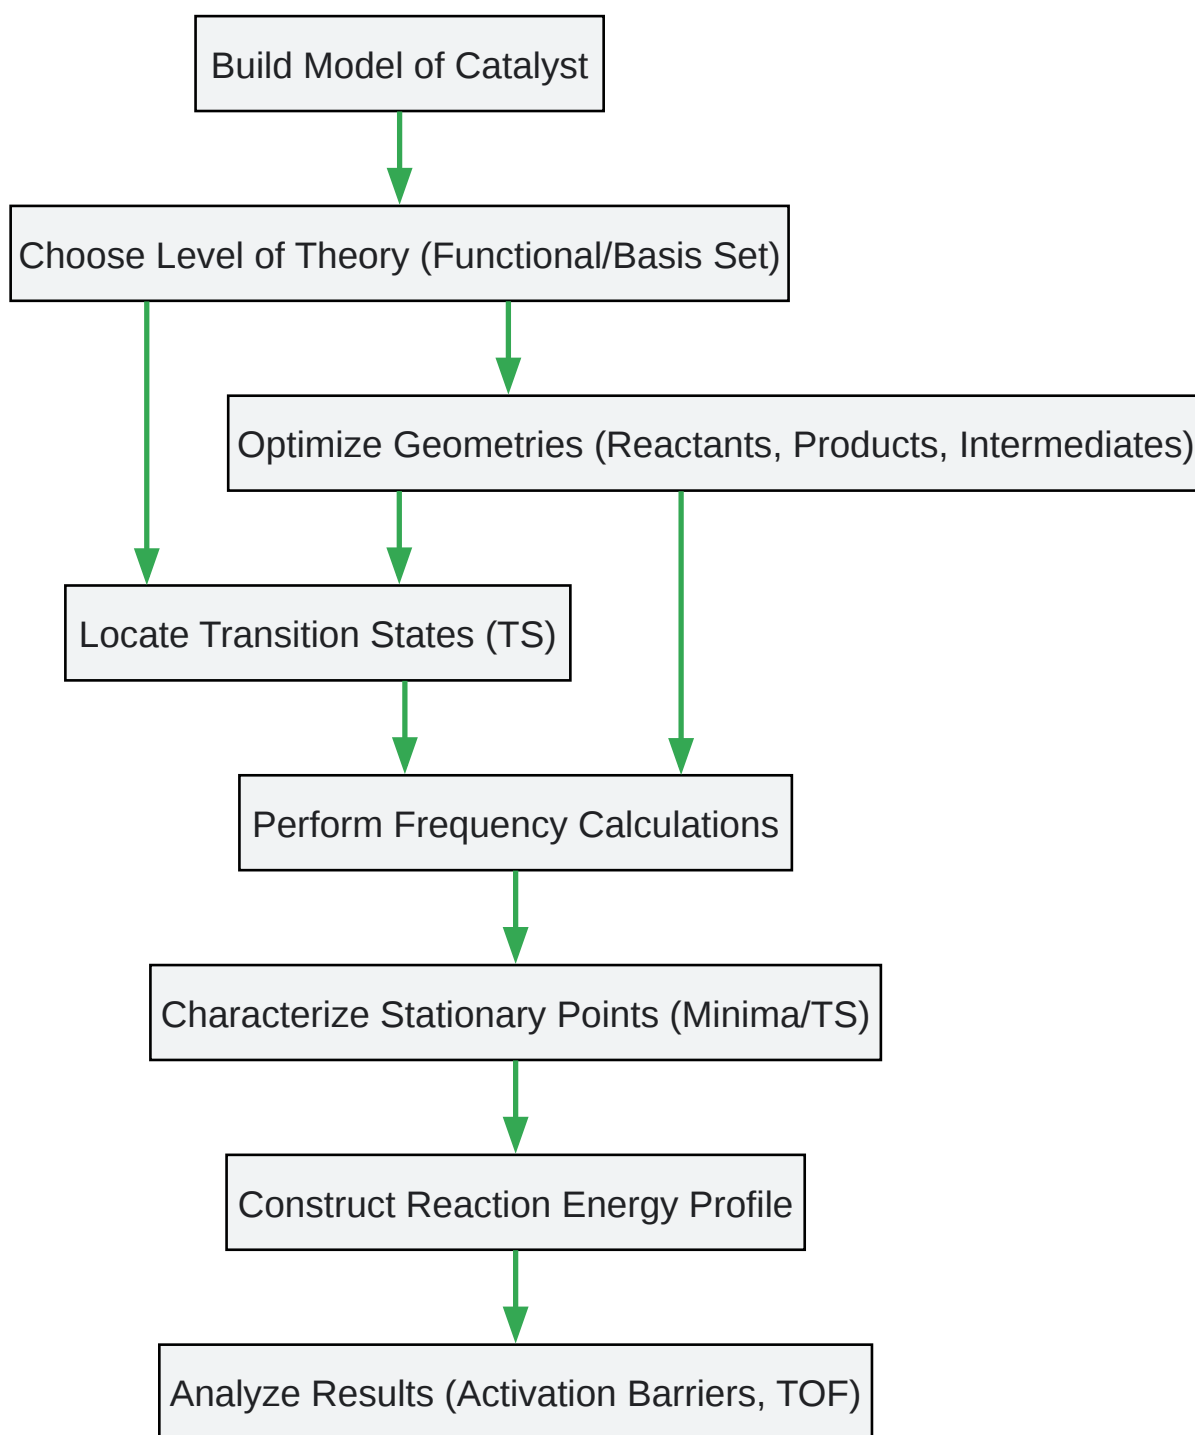 Build Model of Catalyst
Choose Level of Theory (Functional/Basis Set)
Optimize Geometries (Reactants, Products, Intermediates)
Locate Transition States (TS)
Perform Frequency Calculations
Characterize Stationary Points (Minima/TS)
Construct Reaction Energy Profile
Analyze Results (Activation Barriers, TOF)